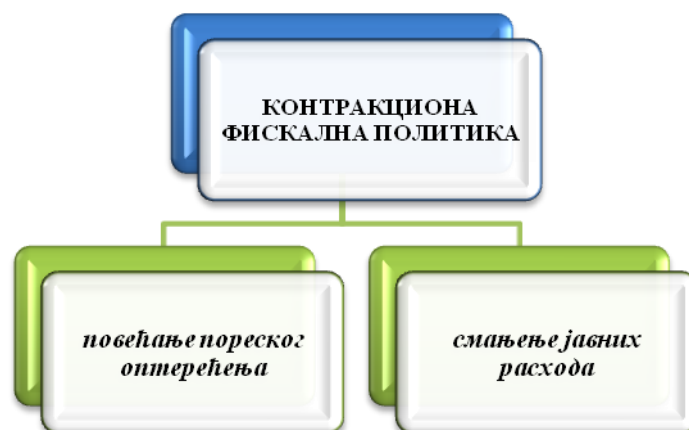 КОНТРАКЦИОНА
ФИСКАЛНА ПОЛИТИКА
повећање пореског
оптерећења
смањење јавних
расхода